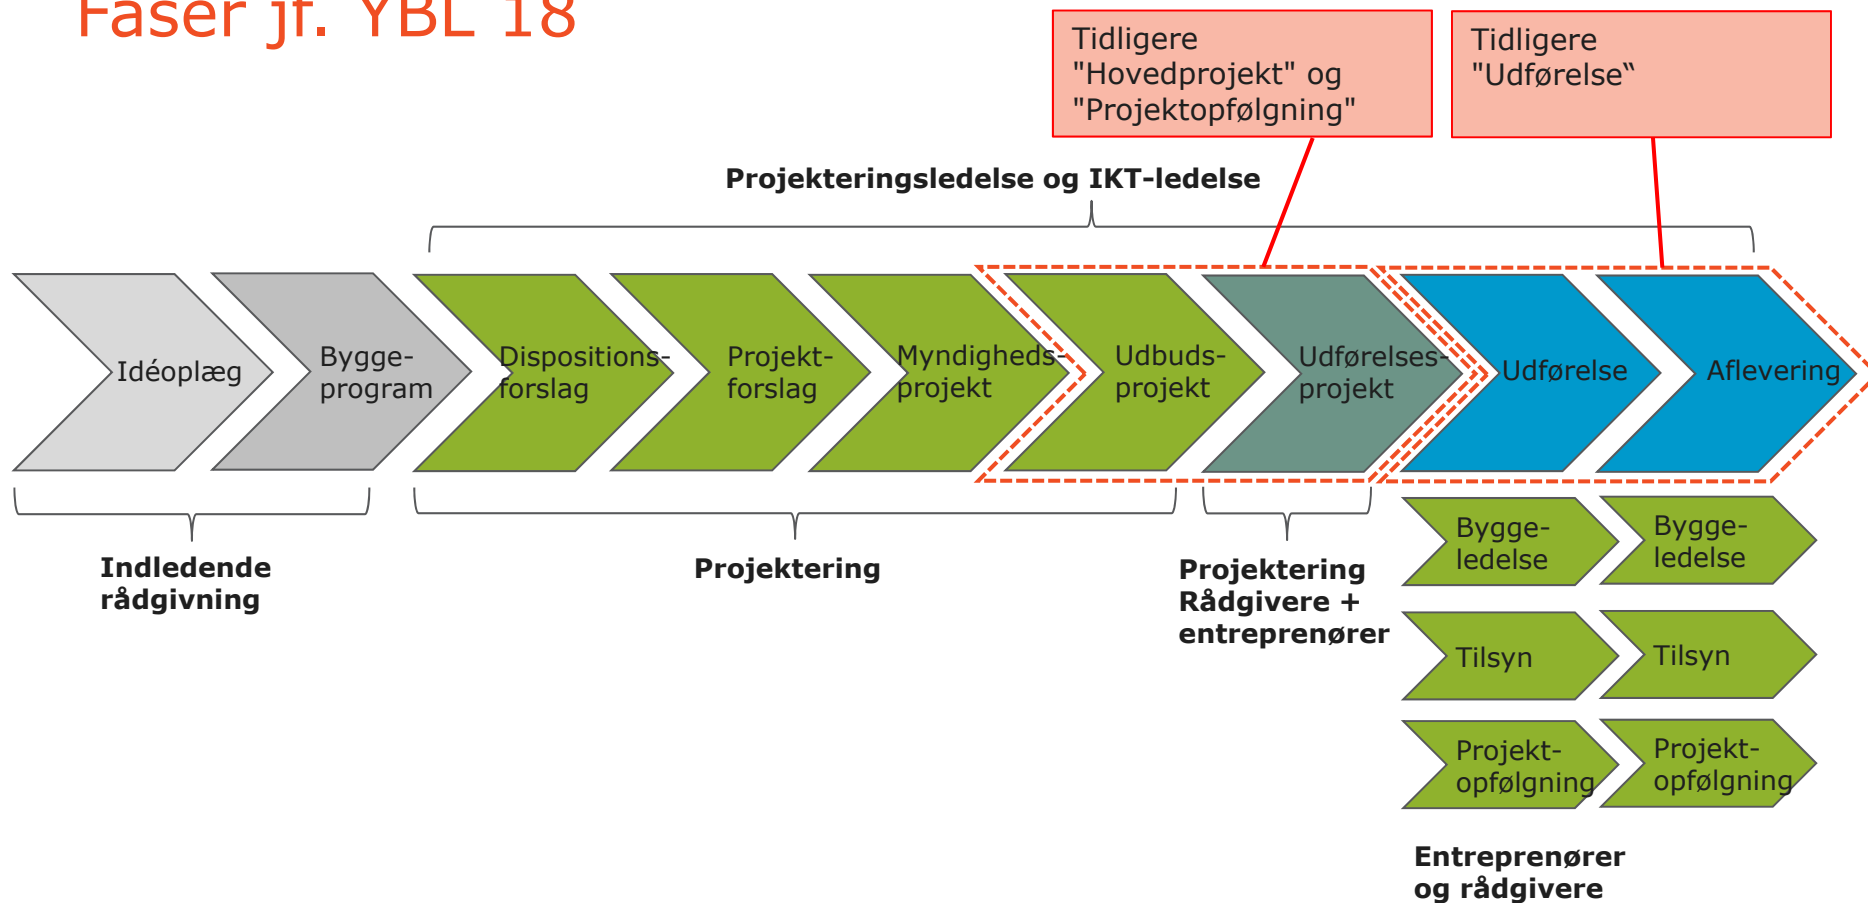 Faser jf. YBL 18
Tidligere
"Hovedprojekt" og
"Projektopfølgning"
Tidligere
"Udførelse‟
Projekteringsledelse og IKT-ledelse
Idéoplæg
Bygge-
program
Dispositions-
forslag
Projekt-
forslag
Myndigheds-
projekt
Udbuds-
projekt
Udførelses-
projekt
Udførelse
Aflevering
Indledende
rådgivning
Projektering
Projektering
Rådgivere +
entreprenører
Bygge-
ledelse
Bygge-
ledelse
Tilsyn
Tilsyn
Projekt-
opfølgning
Projekt-
opfølgning
Entreprenører
og rådgivere